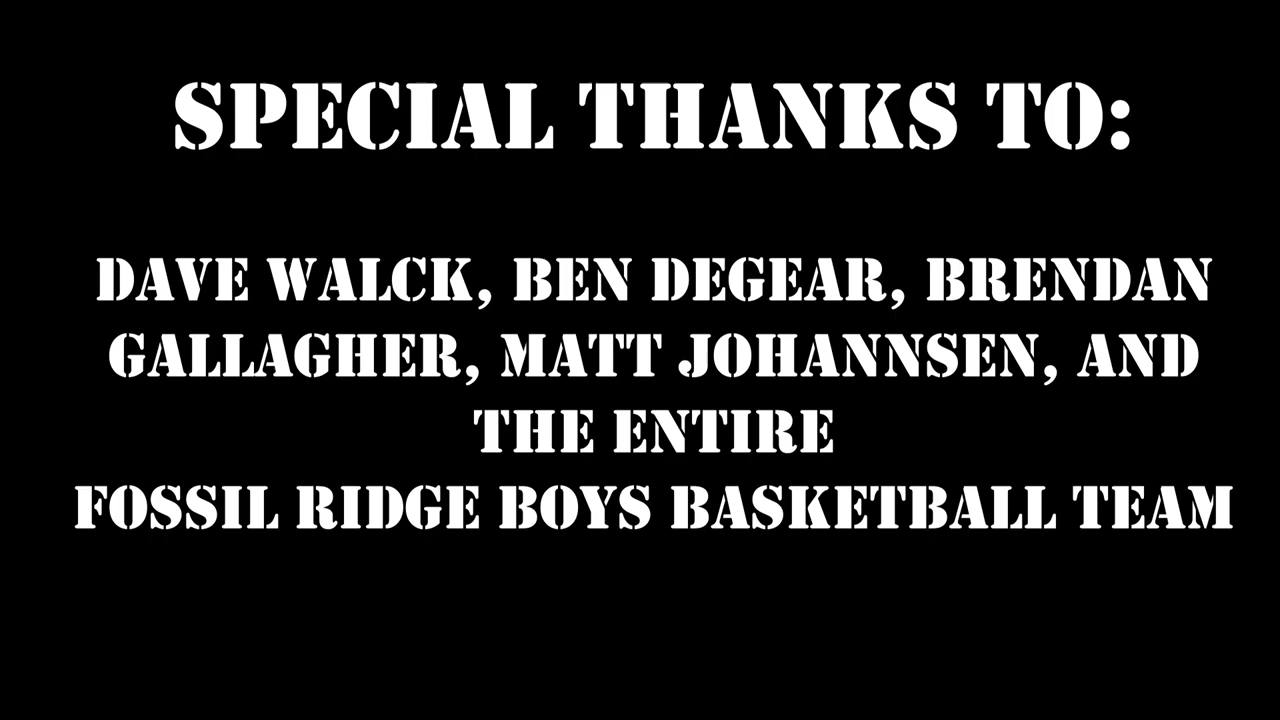 SPECIAL THANKS TO:
DAVE WALCK, BEN DEGEAR, BRENDAN
GALLAGHER, MATT JOHANNSEN, AND
THE ENTIRE
FOSSIL RIDGE BOYS BASKETBALL TEAM